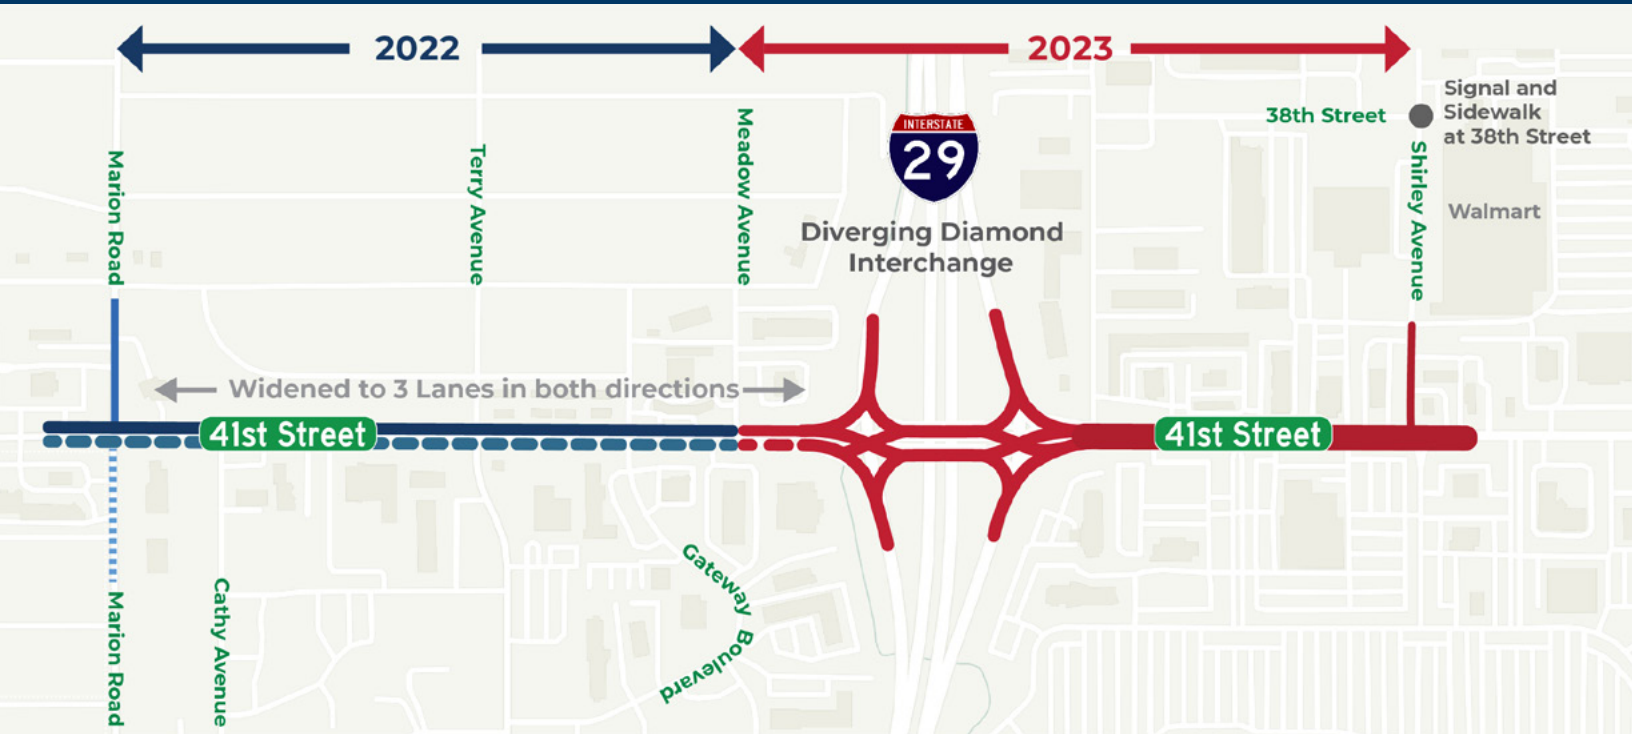 2022
2023
Signal and
Sidewalk
at 38th Street
38th Street
INTERSTATE
29
Diverging Diamond
Interchange
Marion Road
Terry Avenue
Meadow Avenue
Shirley Avenue
Walmart
Widened to 3 Lanes in both directions
41st Street
41st Street
Gateway Boulevard
Marion Road
Cathy Avenue